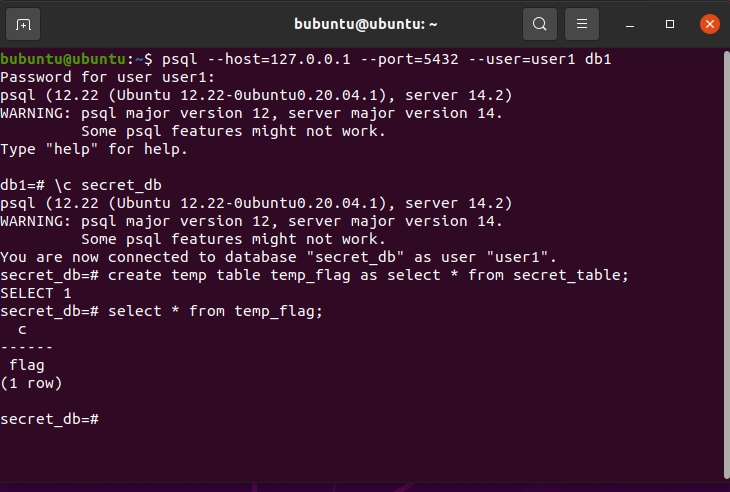 bubuntu@ubuntu: ~
bubuntu@ubuntu:~$ psql --host=127.0.0.1 --port=5432 --user=user1 db1
Password for user user1:
psql (12.22 (Ubuntu 12.22-0ubuntu0.20.04.1), server 14.2)
WARNING: psql major version 12, server major version 14.
         Some psql features might not work.
Type "help" for help.

db1=# \c secret_db
psql (12.22 (Ubuntu 12.22-0ubuntu0.20.04.1), server 14.2)
WARNING: psql major version 12, server major version 14.
         Some psql features might not work.
You are now connected to database "secret_db" as user "user1".
secret_db=# create temp table temp_flag as select * from secret_table;
SELECT 1
secret_db=# select * from temp_flag;
  c
------
 flag
(1 row)

secret_db=#